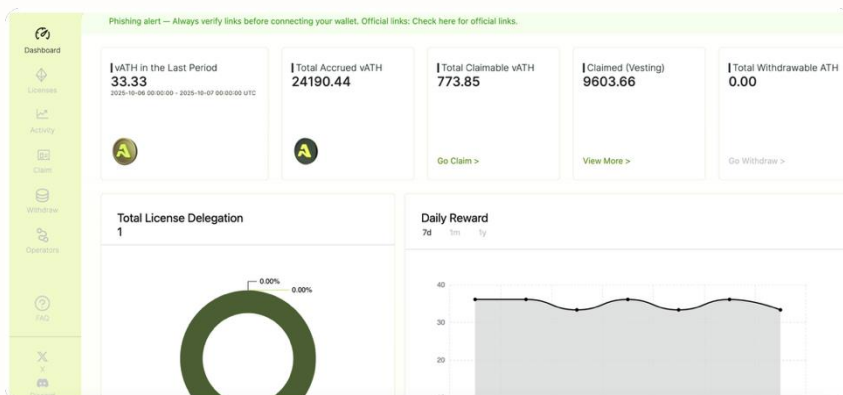 Phishing alert — Always verify links before connecting your wallet. Official links: Check here for official links.
Dashboard
Licenses
Activity
Claim
Withdraw
Operators
FAQ
X
vATH in the Last Period
33.33
2025-10-06 00:00:00 - 2025-10-07 00:00:00 UTC
Total Accrued vATH
24190.44
Total Claimable vATH
773.85
Go Claim >
Claimed (Vesting)
9603.66
View More >
Total Withdrawable ATH
0.00
Go Withdraw >
Total License Delegation
1
0.00%
0.00%
Daily Reward
7d 1m 1y
40
30
20